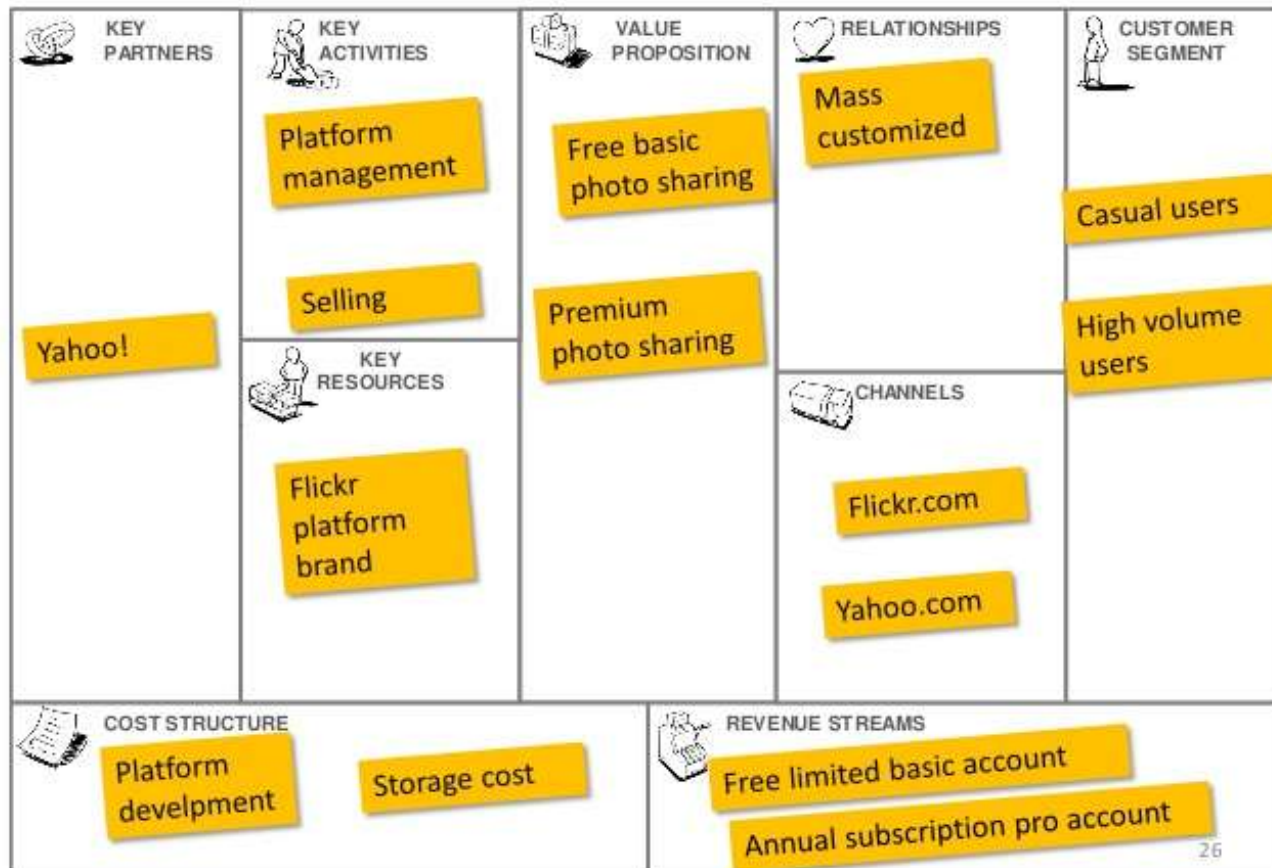 KEY
PARTNERS
Yahoo!
KEY
ACTIVITIES
Platform
management
Selling
KEY
RESOURCES
Flickr
platform
brand
VALUE
PROPOSITION
Free basic
photo sharing
Premium
photo sharing
RELATIONSHIPS
Mass
customized
CHANNELS
Flickr.com
Yahoo.com
CUSTOMER
SEGMENT
Casual users
High volume
users
COST STRUCTURE
Platform
develpment
Storage cost
REVENUE STREAMS
Free limited basic account
Annual subscription pro account
26